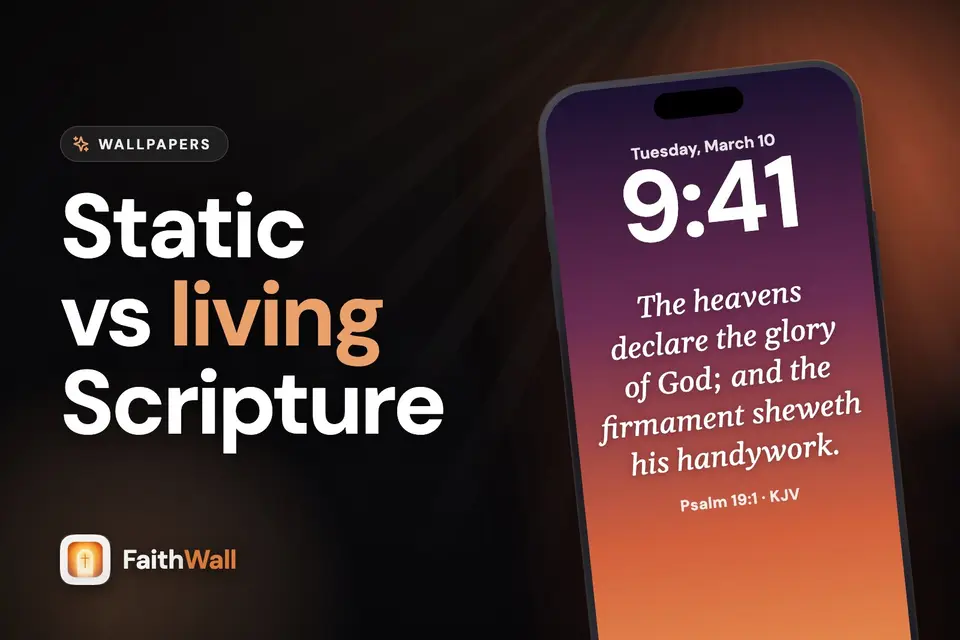 WALLPAPERS
Static
vs living
Scripture
FaithWall
Tuesday, March 10
9:41
The heavens
declare the glory
of God; and the
firmament sheweth
his handywork.
Psalm 19:1 · KJV